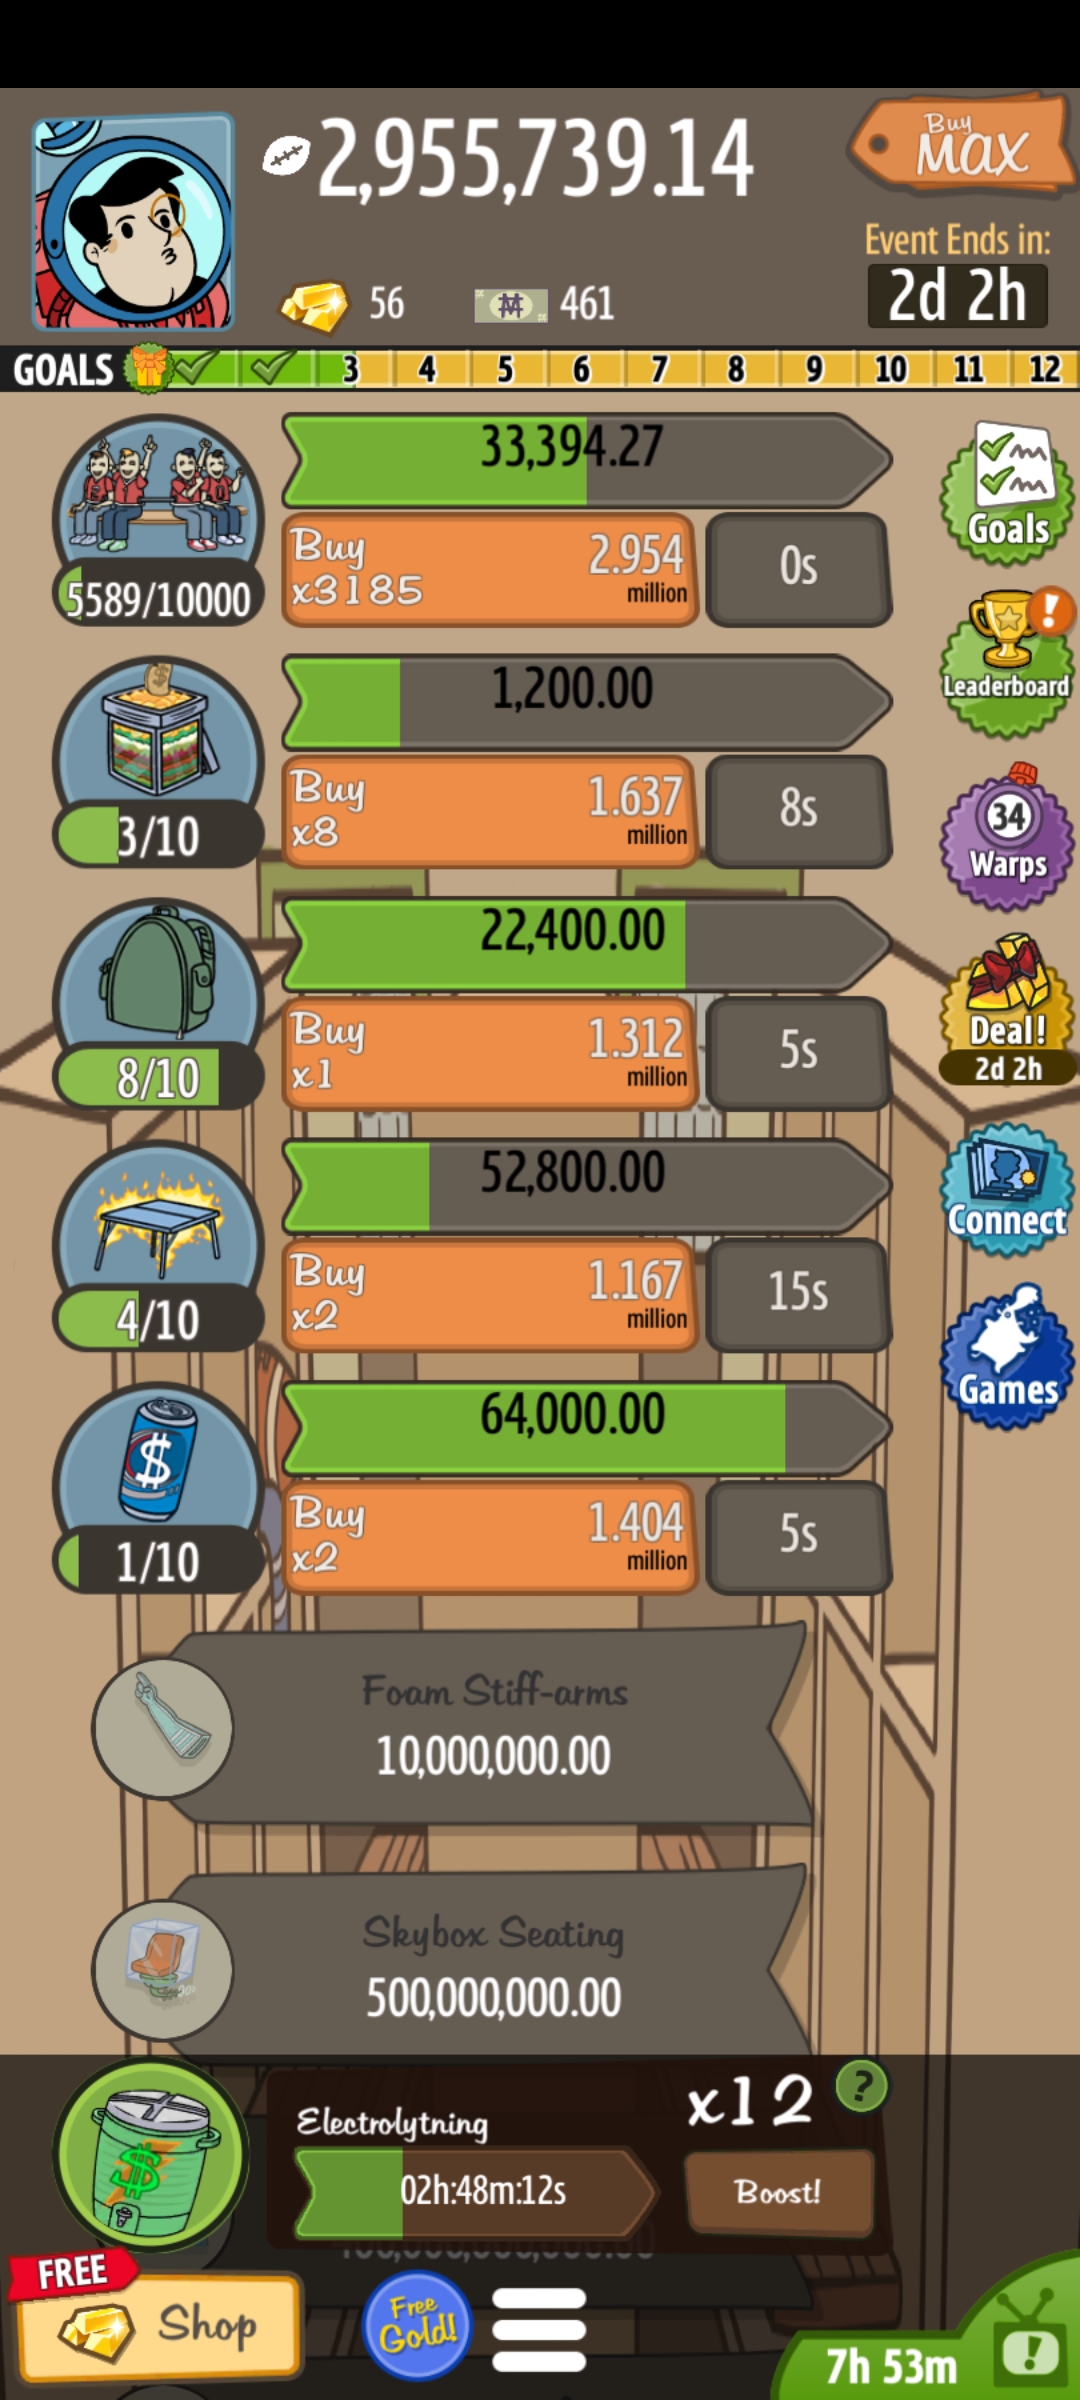 2,955,739.14
Buy
MAX
Event Ends in:
2d 2h
56
461
GOALS 3 4 5 6 7 8 9 10 11 12
33,394.27
Buy
x3185
2.954
million
0s
5589/10000
Goals
1,200.00
Buy
x8
1.637
million
8s
3/10
Leaderboard
34
Warps
22,400.00
Buy
x1
1.312
million
5s
8/10
Deal!
2d 2h
52,800.00
Buy
x2
1.167
million
15s
4/10
Connect
64,000.00
Buy
x2
1.404
million
5s
1/10
Games
Foam Stiff-arms
10,000,000.00
Skybox Seating
500,000,000.00
Electrolytning
02h:48m:12s
x12
?
Boost!
FREE
Shop
Free
Gold!
7h 53m